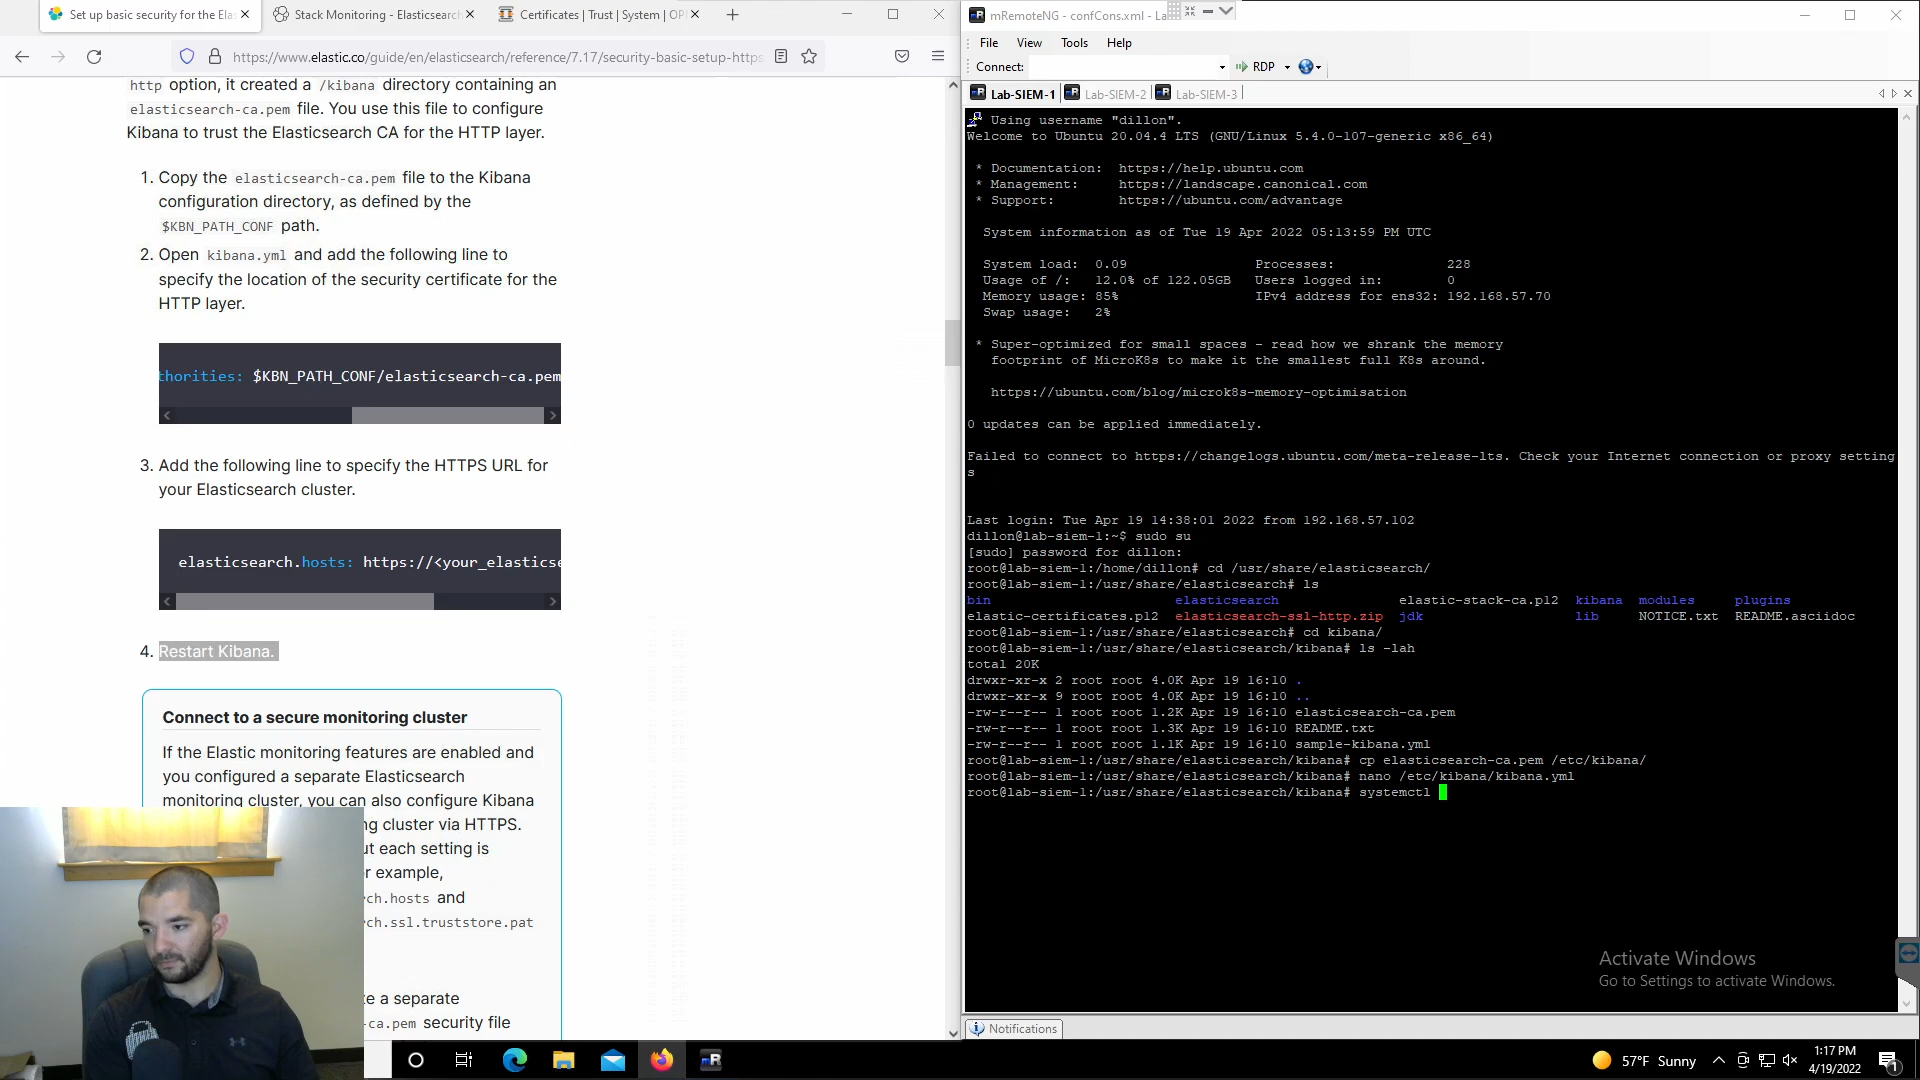 Set up basic security for the Ela
Stack Monitoring - Elasticsearch
Certificates | Trust | System | OP
https://www.elastic.co/guide/en/elasticsearch/reference/7.17/security-basic-setup-https
http option, it created a /kibana directory containing an
elasticsearch-ca.pem file. You use this file to configure
Kibana to trust the Elasticsearch CA for the HTTP layer.
1. Copy the elasticsearch-ca.pem file to the Kibana
configuration directory, as defined by the
$KBN_PATH_CONF path.
2. Open kibana.yml and add the following line to
specify the location of the security certificate for the
HTTP layer.
thorities: $KBN_PATH_CONF/elasticsearch-ca.pem
3. Add the following line to specify the HTTPS URL for
your Elasticsearch cluster.
elasticsearch.hosts: https://<your_elasticse
4. Restart Kibana.
Connect to a secure monitoring cluster
If the Elastic monitoring features are enabled and
you configured a separate Elasticsearch
monitoring cluster, you can also configure Kibana
ng cluster via HTTPS.
ut each setting is
r example,
rch.hosts and
rch.ssl.truststore.pat
te a separate
-ca.pem security file
mRemoteNG - confCons.xml - La
File View Tools Help
Connect: RDP
Lab-SIEM-1 Lab-SIEM-2 Lab-SIEM-3
Using username "dillon".
Welcome to Ubuntu 20.04.4 LTS (GNU/Linux 5.4.0-107-generic x86_64)
* Documentation: https://help.ubuntu.com
* Management: https://landscape.canonical.com
* Support: https://ubuntu.com/advantage
System information as of Tue 19 Apr 2022 05:13:59 PM UTC
System load: 0.09 Processes: 228
Usage of /: 12.0% of 122.05GB Users logged in: 0
Memory usage: 85% IPv4 address for ens32: 192.168.57.70
Swap usage: 2%
* Super-optimized for small spaces - read how we shrank the memory
footprint of MicroK8s to make it the smallest full K8s around.
https://ubuntu.com/blog/microk8s-memory-optimisation
0 updates can be applied immediately.
Failed to connect to https://changelogs.ubuntu.com/meta-release-lts. Check your Internet connection or proxy setting
s
Last login: Tue Apr 19 14:38:01 2022 from 192.168.57.102
dillon@lab-siem-1:~$ sudo su
[sudo] password for dillon:
root@lab-siem-1:/home/dillon# cd /usr/share/elasticsearch/
root@lab-siem-1:/usr/share/elasticsearch# ls
bin elasticsearch elastic-stack-ca.p12 kibana modules plugins
elastic-certificates.p12 elasticsearch-ssl-http.zip jdk lib NOTICE.txt README.asciidoc
root@lab-siem-1:/usr/share/elasticsearch# cd kibana/
root@lab-siem-1:/usr/share/elasticsearch/kibana# ls -lah
total 20K
drwxr-xr-x 2 root root 4.0K Apr 19 16:10 .
drwxr-xr-x 9 root root 4.0K Apr 19 16:10 ..
-rw-r--r-- 1 root root 1.2K Apr 19 16:10 elasticsearch-ca.pem
-rw-r--r-- 1 root root 1.3K Apr 19 16:10 README.txt
-rw-r--r-- 1 root root 1.1K Apr 19 16:10 sample-kibana.yml
root@lab-siem-1:/usr/share/elasticsearch/kibana# cp elasticsearch-ca.pem /etc/kibana/
root@lab-siem-1:/usr/share/elasticsearch/kibana# nano /etc/kibana/kibana.yml
root@lab-siem-1:/usr/share/elasticsearch/kibana# systemctl
Activate Windows
Go to Settings to activate Windows.
Notifications
57°F Sunny
1:17 PM
4/19/2022
1